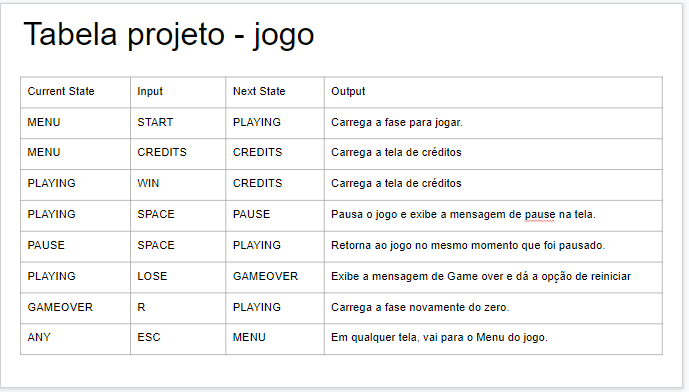 Tabela projeto - jogo
Current State Input Next State Output
MENU START PLAYING Carrega a fase para jogar.
MENU CREDITS CREDITS Carrega a tela de créditos
PLAYING WIN CREDITS Carrega a tela de créditos
PLAYING SPACE PAUSE Pausa o jogo e exibe a mensagem de pause na tela.
PAUSE SPACE PLAYING Retorna ao jogo no mesmo momento que foi pausado.
PLAYING LOSE GAMEOVER Exibe a mensagem de Game over e dá a opção de reiniciar
GAMEOVER R PLAYING Carrega a fase novamente do zero.
ANY ESC MENU Em qualquer tela, vai para o Menu do jogo.